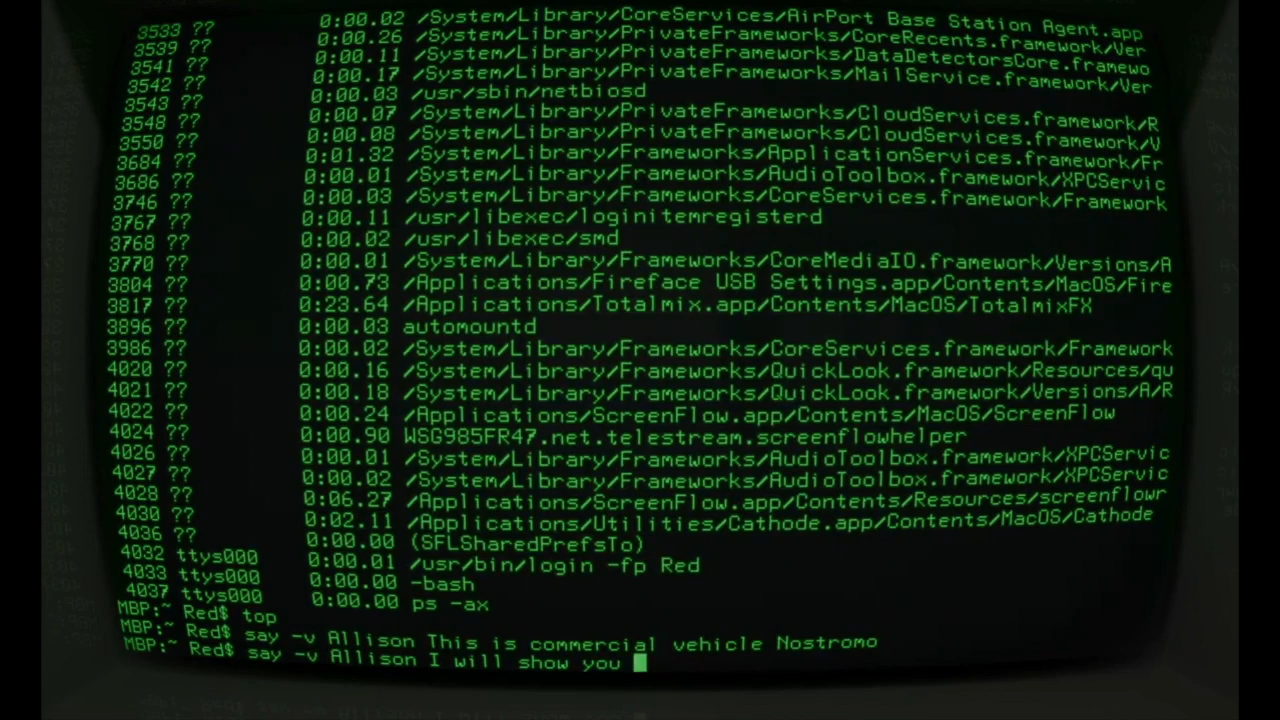 3533 ?? 0:00.02 /System/Library/CoreServices/AirPort Base Station Agent.app
3539 ?? 0:00.26 /System/Library/PrivateFrameworks/CoreRecents.framework/Ver
3541 ?? 0:00.11 /System/Library/PrivateFrameworks/DataDetectorsCore.framewo
3542 ?? 0:00.17 /System/Library/PrivateFrameworks/MailService.framework/Ver
3543 ?? 0:00.03 /usr/sbin/netbiosd
3548 ?? 0:00.07 /System/Library/PrivateFrameworks/CloudServices.framework/R
3550 ?? 0:00.08 /System/Library/PrivateFrameworks/CloudServices.framework/V
3684 ?? 0:01.32 /System/Library/Frameworks/ApplicationServices.framework/Fr
3686 ?? 0:00.01 /System/Library/Frameworks/AudioToolbox.framework/XPCServic
3746 ?? 0:00.03 /System/Library/Frameworks/CoreServices.framework/Framework
3767 ?? 0:00.11 /usr/libexec/loginitemregisterd
3768 ?? 0:00.02 /usr/libexec/smd
3770 ?? 0:00.01 /System/Library/Frameworks/CoreMediaIO.framework/Versions/A
3804 ?? 0:00.73 /Applications/Fireface USB Settings.app/Contents/MacOS/Fire
3817 ?? 0:23.64 /Applications/Totalmix.app/Contents/MacOS/TotalmixFX
3896 ?? 0:00.03 automountd
3986 ?? 0:00.02 /System/Library/Frameworks/CoreServices.framework/Framework
4020 ?? 0:00.16 /System/Library/Frameworks/QuickLook.framework/Resources/qu
4021 ?? 0:00.18 /System/Library/Frameworks/QuickLook.framework/Versions/A/R
4022 ?? 0:00.24 /Applications/ScreenFlow.app/Contents/MacOS/ScreenFlow
4024 ?? 0:00.90 WSG985FR47.net.telestream.screenflowhelper
4026 ?? 0:00.01 /System/Library/Frameworks/AudioToolbox.framework/XPCServic
4027 ?? 0:00.02 /System/Library/Frameworks/AudioToolbox.framework/XPCServic
4028 ?? 0:06.27 /Applications/ScreenFlow.app/Contents/Resources/screenflowr
4030 ?? 0:02.11 /Applications/Utilities/Cathode.app/Contents/MacOS/Cathode
4036 ?? 0:00.00 (SFLSharedPrefsTo)
4032 ttys000 0:00.01 /usr/bin/login -fp Red
4033 ttys000 0:00.00 -bash
4037 ttys000 0:00.00 ps -ax
MBP:~ Red$ top
MBP:~ Red$ say -v Allison This is commercial vehicle Nostromo
MBP:~ Red$ say -v Allison I will show you